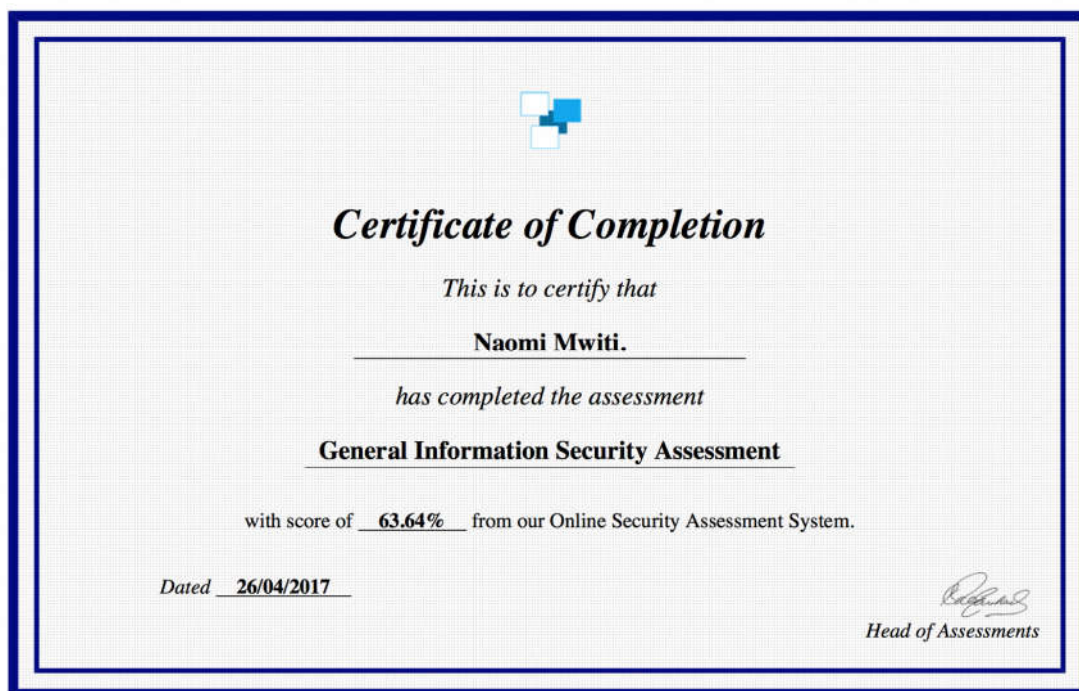 Certificate of Completion
This is to certify that
Naomi Mwiti.
has completed the assessment
General Information Security Assessment
with score of 63.64% from our Online Security Assessment System.
Dated 26/04/2017
Head of Assessments